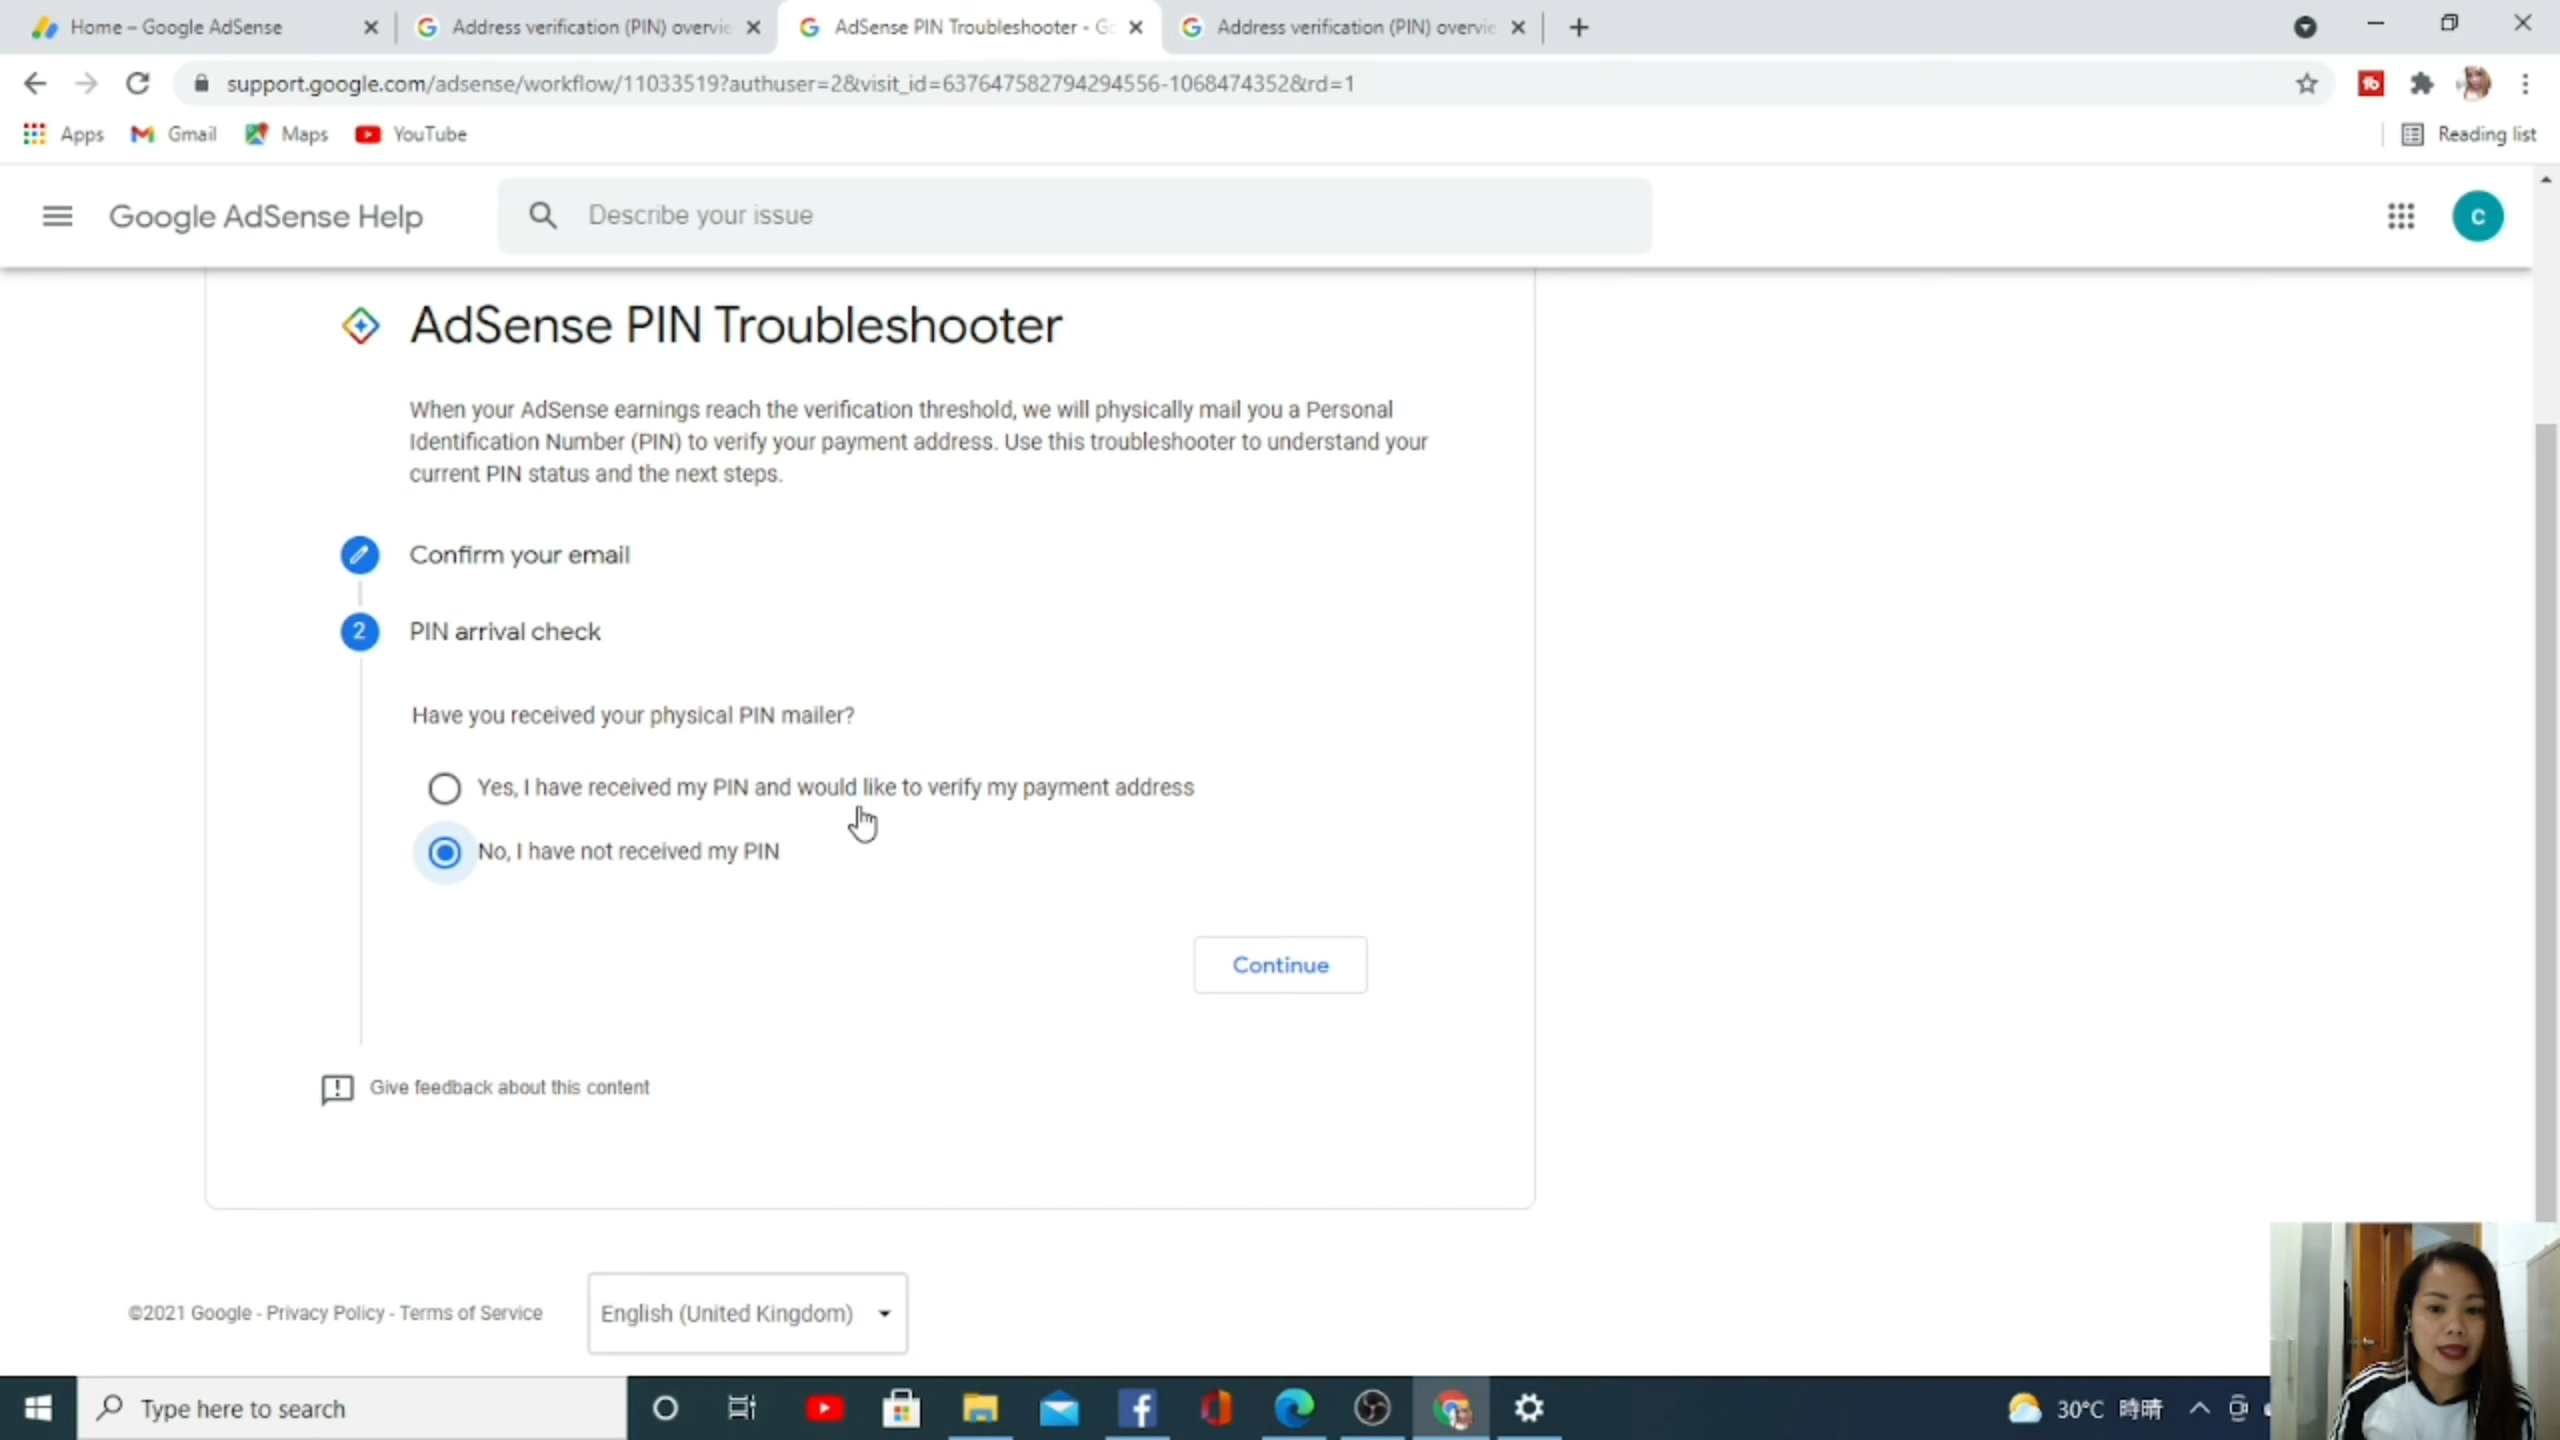 Home – Google AdSense
Address verification (PIN) overvie
AdSense PIN Troubleshooter - Go
Address verification (PIN) overvie
support.google.com/adsense/workflow/11033519?authuser=2&visit_id=637647582794294556-1068474352&rd=1
Apps
Gmail
Maps
YouTube
Reading list
Google AdSense Help
Describe your issue
C
AdSense PIN Troubleshooter
When your AdSense earnings reach the verification threshold, we will physically mail you a Personal
Identification Number (PIN) to verify your payment address. Use this troubleshooter to understand your
current PIN status and the next steps.
Confirm your email
2 PIN arrival check
Have you received your physical PIN mailer?
Yes, I have received my PIN and would like to verify my payment address
No, I have not received my PIN
Continue
Give feedback about this content
©2021 Google - Privacy Policy - Terms of Service
English (United Kingdom)
Type here to search
30°C 時晴